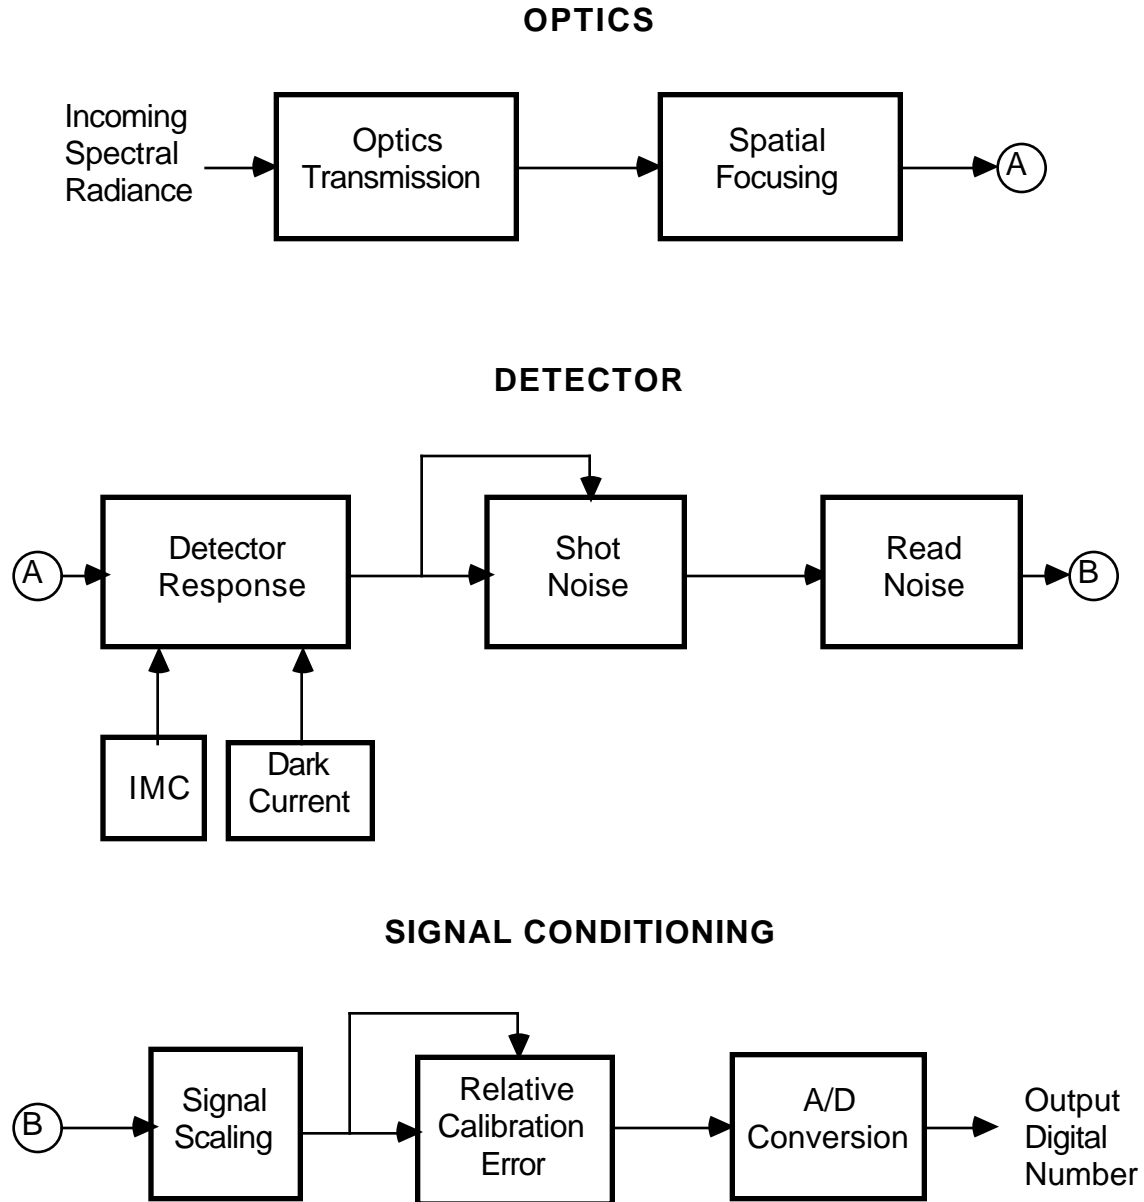 OPTICS
Incoming
Spectral
Radiance
Optics
Transmission
Spatial
Focusing
A
DETECTOR
A
Detector
Response
Shot
Noise
Read
Noise
B
IMC
Dark
Current
SIGNAL CONDITIONING
B
Signal
Scaling
Relative
Calibration
Error
A/D
Conversion
Output
Digital
Number